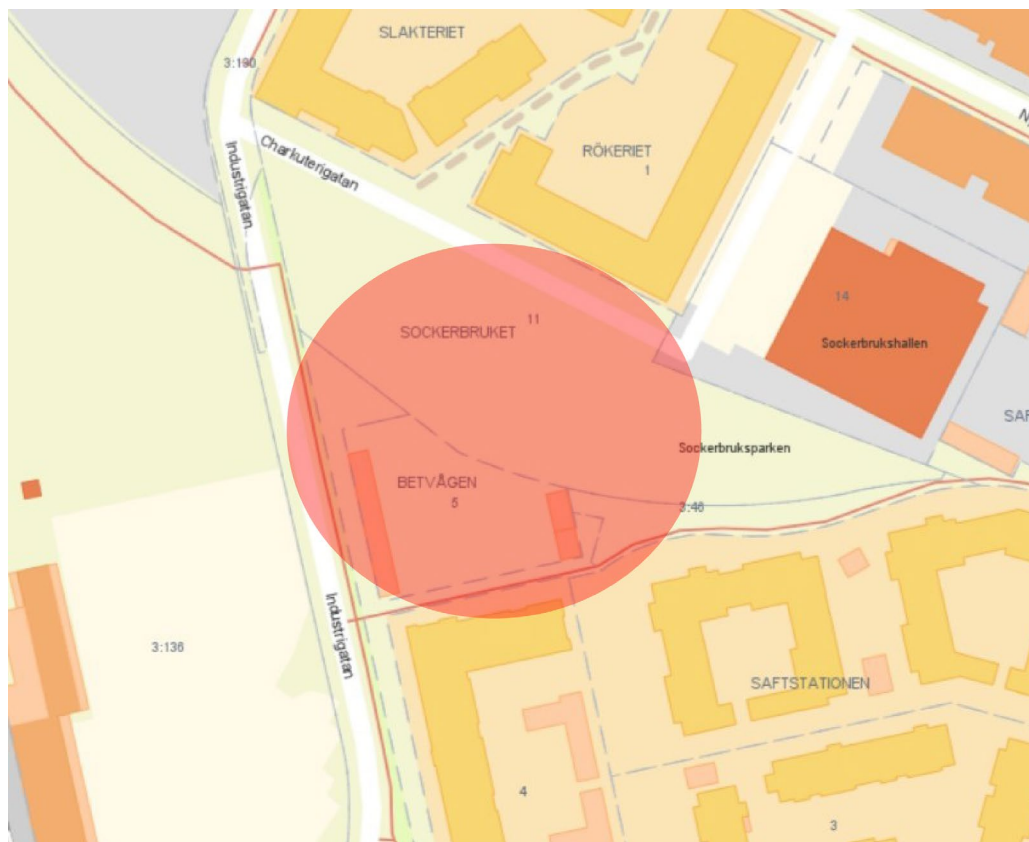 SLAKTERIET
3:190
Charkuterigatan
RÖKERIET
1
Industrigatan
14
11
SOCKERBRUKET
Sockerbrukshallen
Sockerbruksparken
BETVÅGEN
5
3:46
Industrigatan
3:136
SAFTSTATIONEN
4
3